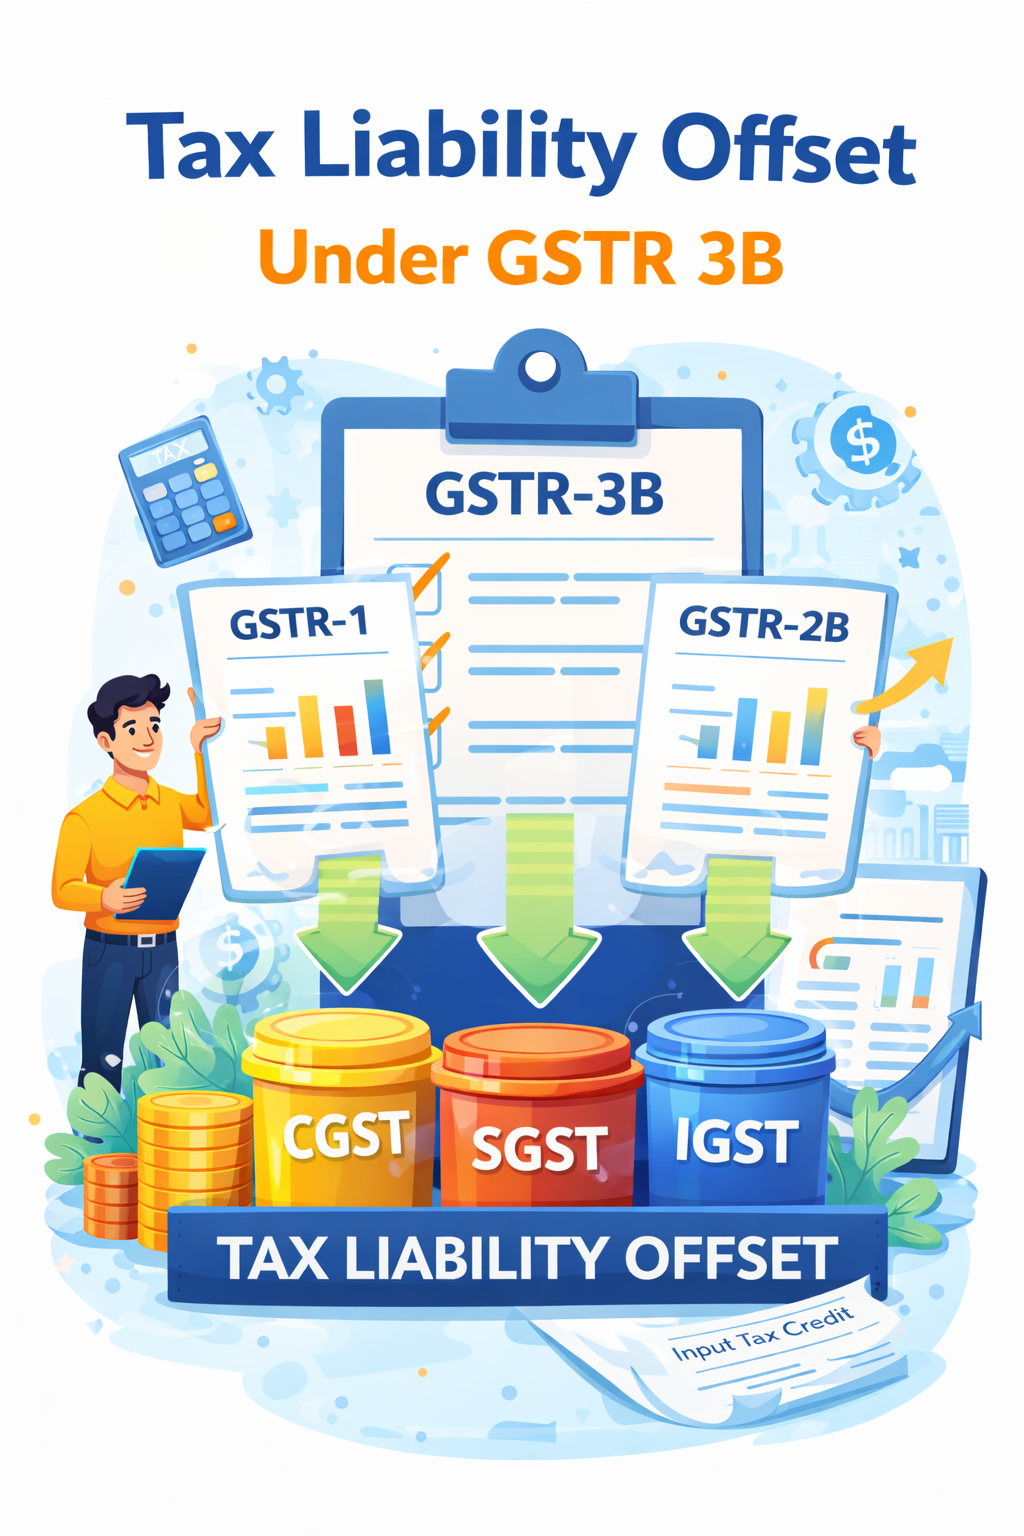 Tax Liability Offset
Under GSTR 3B
TAX
$
GSTR-3B
GSTR-1
GSTR-2B
$
CGST
SGST
IGST
TAX LIABILITY OFFSET
Input Tax Credit